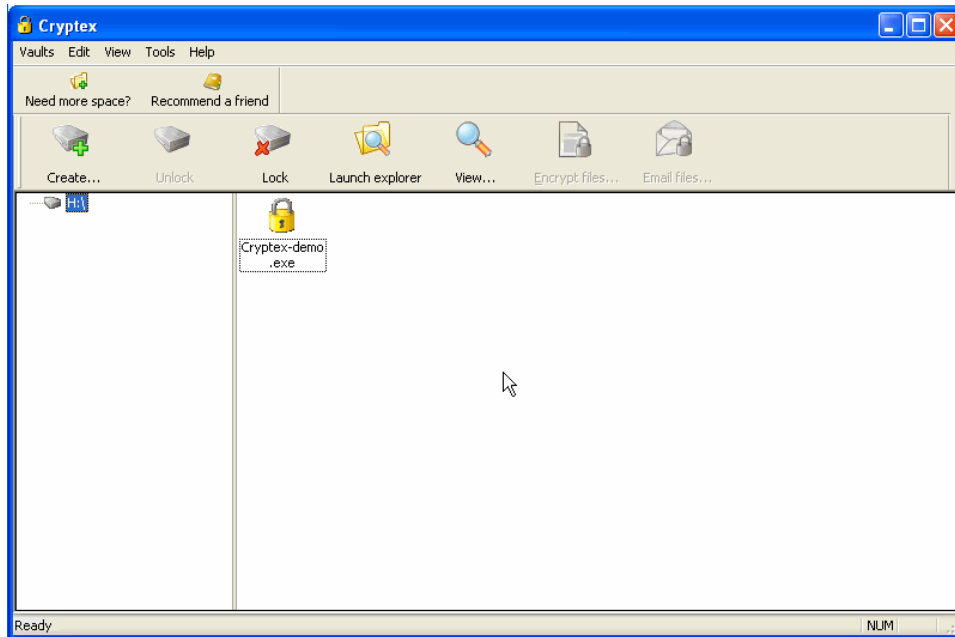 Cryptex
Vaults Edit View Tools Help
Need more space? Recommend a friend
Create... Unlock Lock Launch explorer View... Encrypt files... Email files...
H:\
Cryptex-demo
.exe
Ready NUM